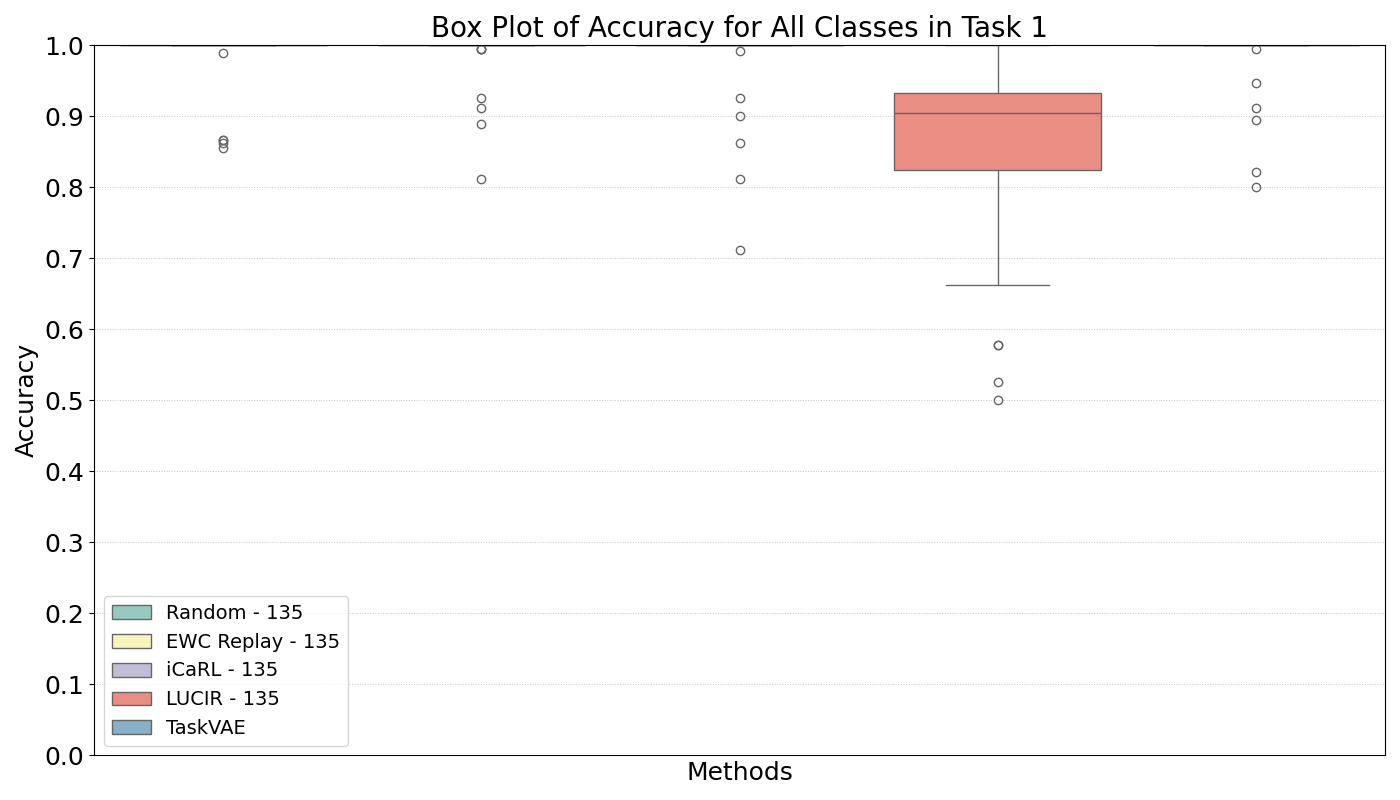 Box Plot of Accuracy for All Classes in Task 1
1.0
0.9
0.8
0.7
0.6
0.5
0.4
0.3
0.2
0.1
0.0
Accuracy
Random - 135
EWC Replay - 135
iCaRL - 135
LUCIR - 135
TaskVAE
Methods